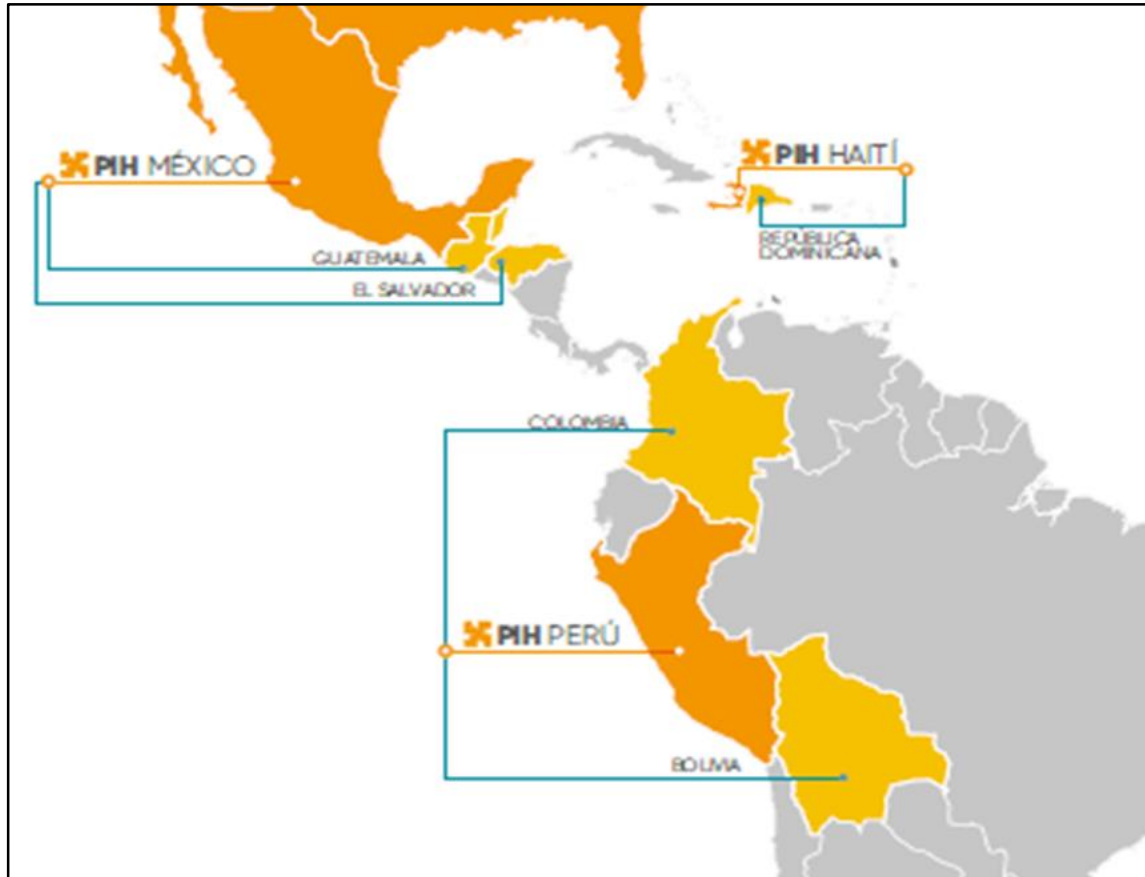 PIH MÉXICO
PIH HAITÍ
REPÚBLICA
DOMINICANA
GUATEMALA
EL SALVADOR
COLOMBIA
PIH PERÚ
BOLIVIA